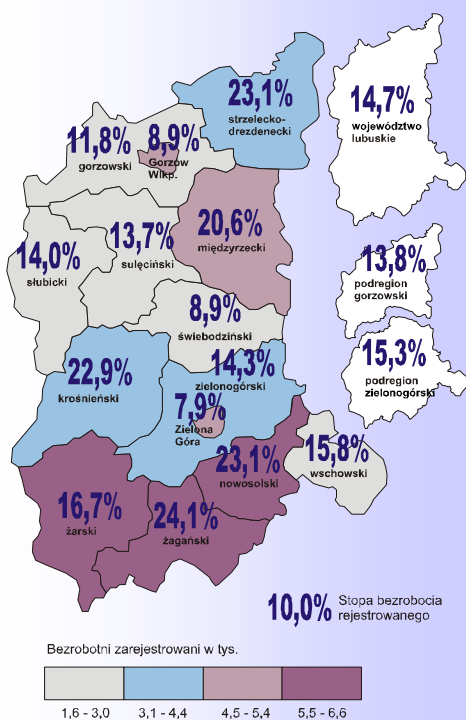 23,1%
strzelecko-
drezdenecki
14,7%
województwo
lubuskie
11,8%
gorzowski
8,9%
Gorzów
Wlkp.
20,6%
międzyrzecki
13,7%
sulęciński
14,0%
słubicki
13,8%
podregion
gorzowski
8,9%
świebodziński
15,3%
podregion
zielonogórski
14,3%
zielonogórski
22,9%
krośnieński
7,9%
Zielona
Góra
23,1%
nowosolski
15,8%
wschowski
16,7%
żarski
24,1%
żagański
10,0%
Stopa bezrobocia
rejestrowanego
Bezrobotni zarejestrowani w tys.
1,6 - 3,0
3,1 - 4,4
4,5 - 5,4
5,5 - 6,6